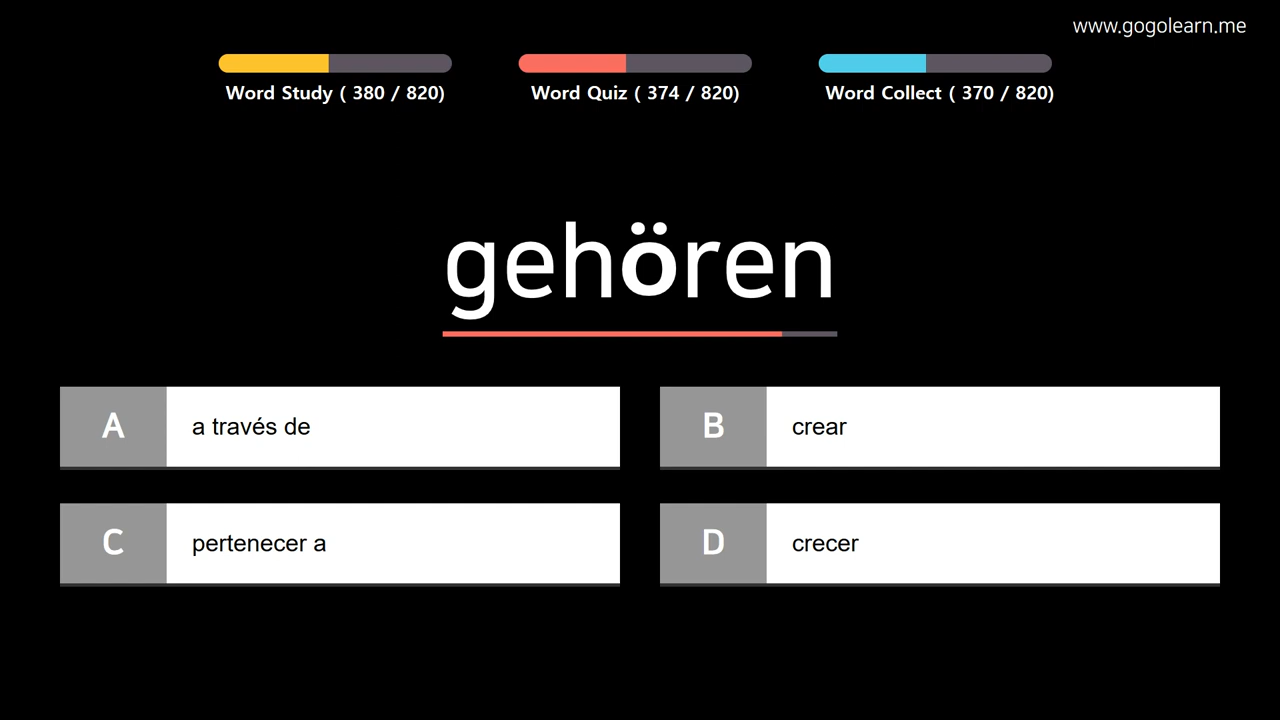 www.gogolearn.me
Word Study ( 380 / 820)
Word Quiz ( 374 / 820)
Word Collect ( 370 / 820)
gehören
A a través de
B crear
C pertenecer a
D crecer